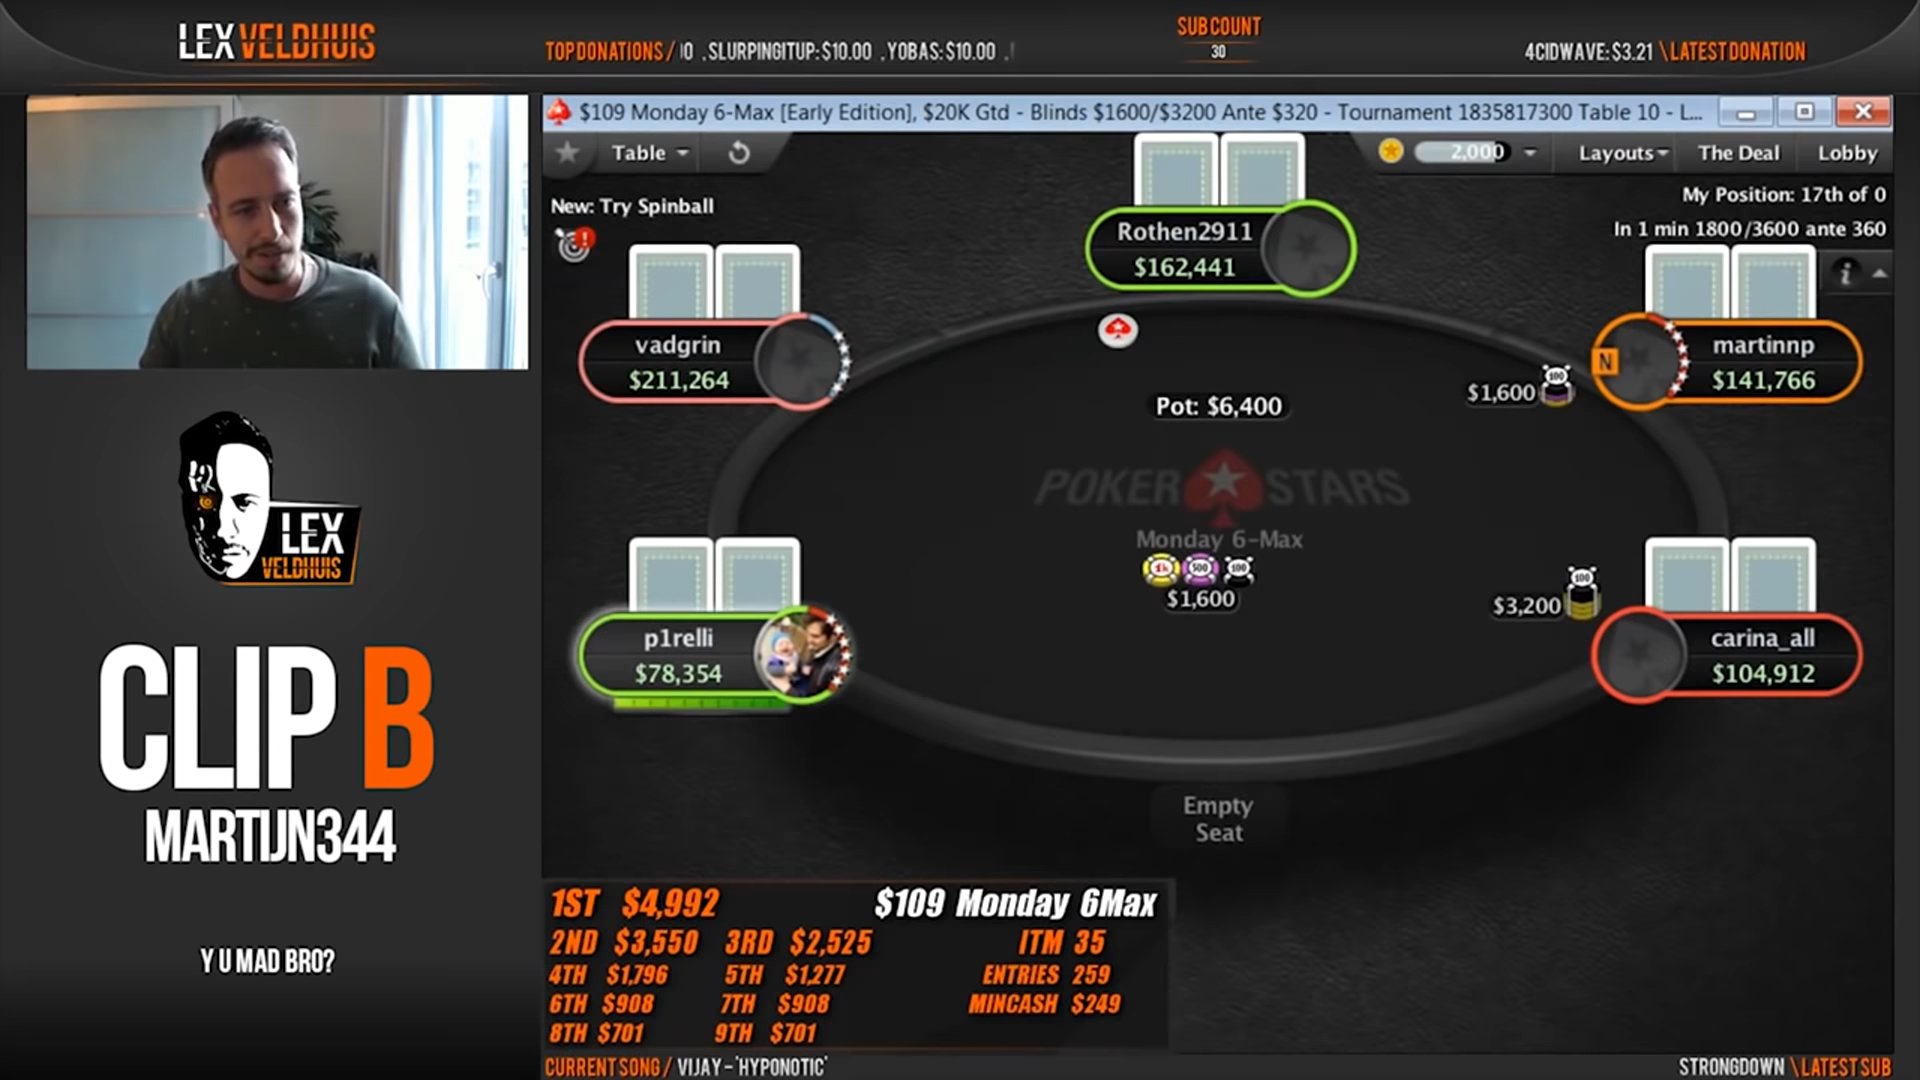 LEX VELDHUIS
TOP DONATIONS / 0 , SLURPINGITUP: $10.00 , YOBAS: $10.00 ,
SUB COUNT
30
4CIDWAVE: $3.21 \ LATEST DONATION
$109 Monday 6-Max [Early Edition], $20K Gtd - Blinds $1600/$3200 Ante $320 - Tournament 1835817300 Table 10 - L...
Table
2,000
Layouts
The Deal
Lobby
New: Try Spinball
My Position: 17th of 0
In 1 min 1800/3600 ante 360
Rothen2911
$162,441
vadgrin
$211,264
N
martinnp
$141,766
$1,600
100
Pot: $6,400
POKER STARS
Monday 6-Max
1k 500 100
$1,600
100
$3,200
p1relli
$78,354
carina_all
$104,912
Empty
Seat
LEX
VELDHUIS
CLIP B
MARTIJN344
Y U MAD BRO?
1ST $4,992 $109 Monday 6Max
2ND $3,550 3RD $2,525 ITM 35
4TH $1,796 5TH $1,277 ENTRIES 259
6TH $908 7TH $908 MINCASH $249
8TH $701 9TH $701
CURRENT SONG / VIJAY - 'HYPONOTIC'
STRONGDOWN \ LATEST SUB